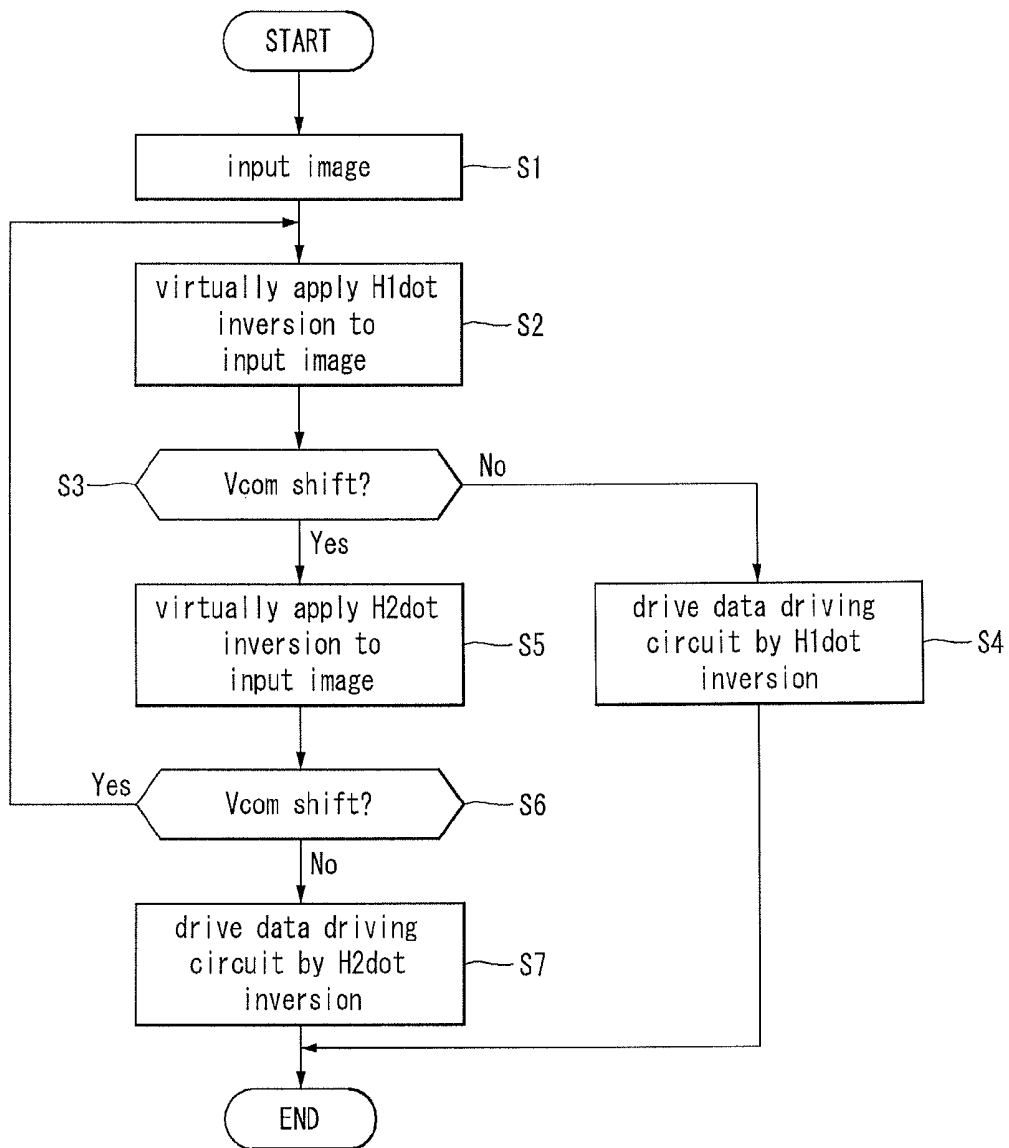 START
input image
S1
virtually apply H1dot
inversion to
input image
S2
S3
Vcom shift?
No
Yes
virtually apply H2dot
inversion to
input image
S5
drive data driving
circuit by H1dot
inversion
S4
Yes
Vcom shift?
S6
No
drive data driving
circuit by H2dot
inversion
S7
END